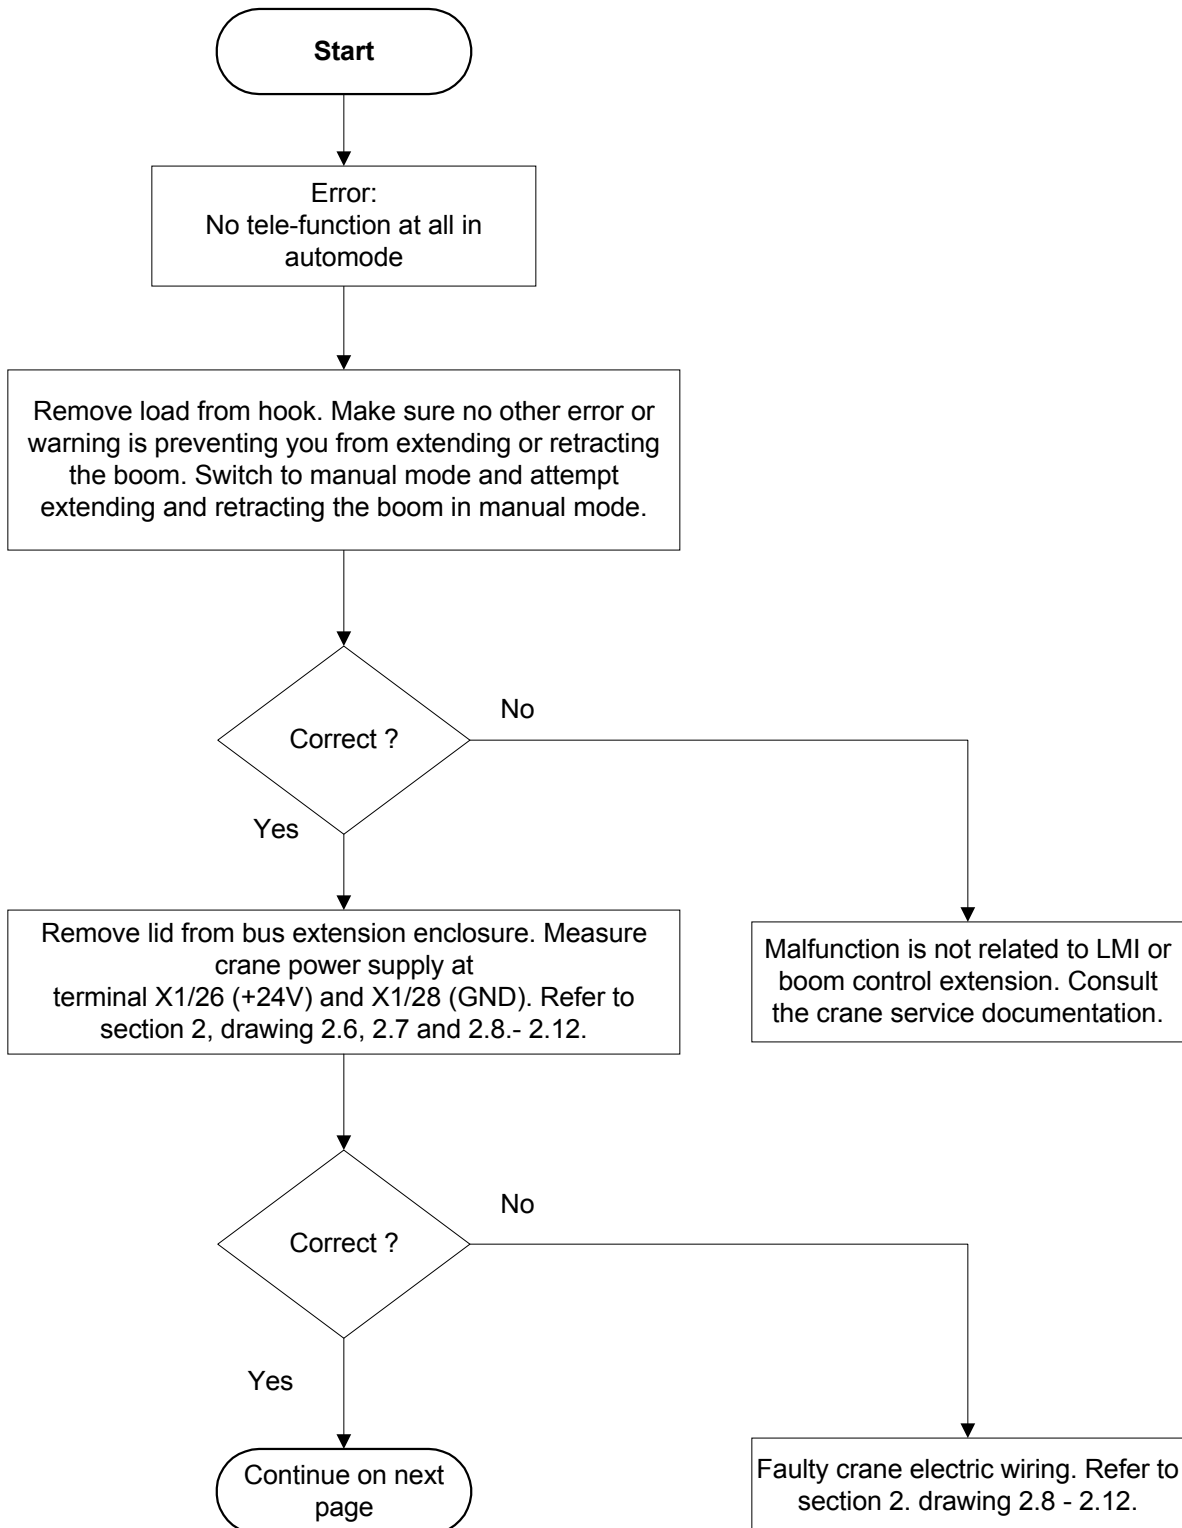 Start
Error:
No tele-function at all in
automode
Remove load from hook. Make sure no other error or
warning is preventing you from extending or retracting
the boom. Switch to manual mode and attempt
extending and retracting the boom in manual mode.
No
Correct ?
Yes
Remove lid from bus extension enclosure. Measure
crane power supply at
terminal X1/26 (+24V) and X1/28 (GND). Refer to
section 2, drawing 2.6, 2.7 and 2.8.- 2.12.
Malfunction is not related to LMI or
boom control extension. Consult
the crane service documentation.
No
Correct ?
Yes
Continue on next
page
Faulty crane electric wiring. Refer to
section 2. drawing 2.8 - 2.12.